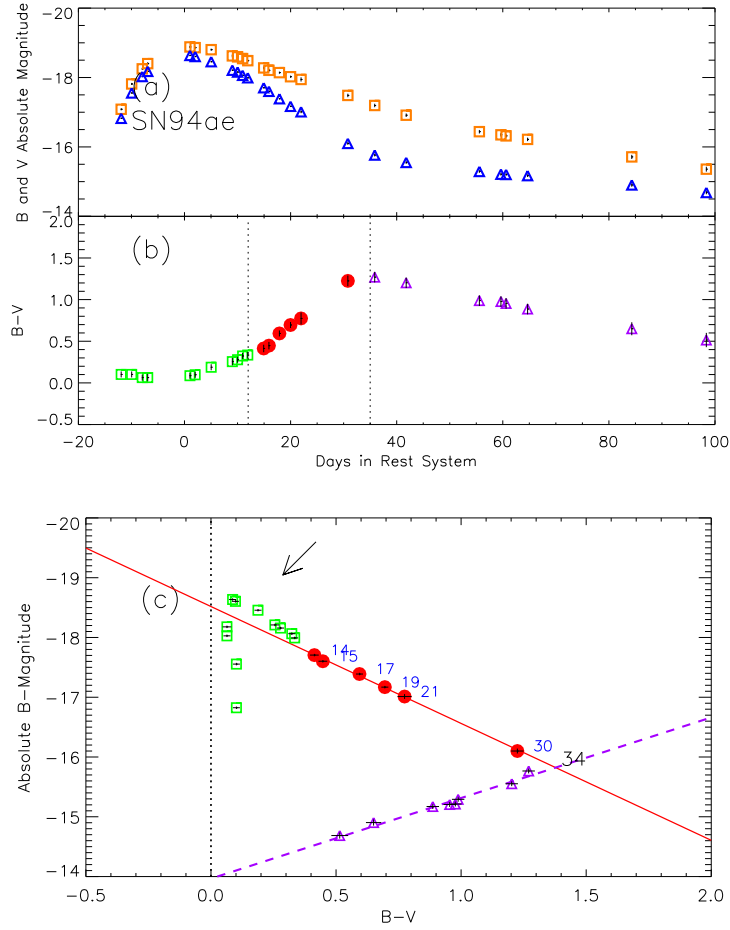 -20
-18
-16
-14
B and V Absolute Magnitude
(a)
SN94ae
2.0
1.5
1.0
0.5
0.0
-0.5
B-V
(b)
-20 0 20 40 60 80 100
Days in Rest System
-20
-19
-18
-17
-16
-15
-14
Absolute B-Magnitude
(c)
14
15
17
19
21
30
34
-0.5 0.0 0.5 1.0 1.5 2.0
B-V